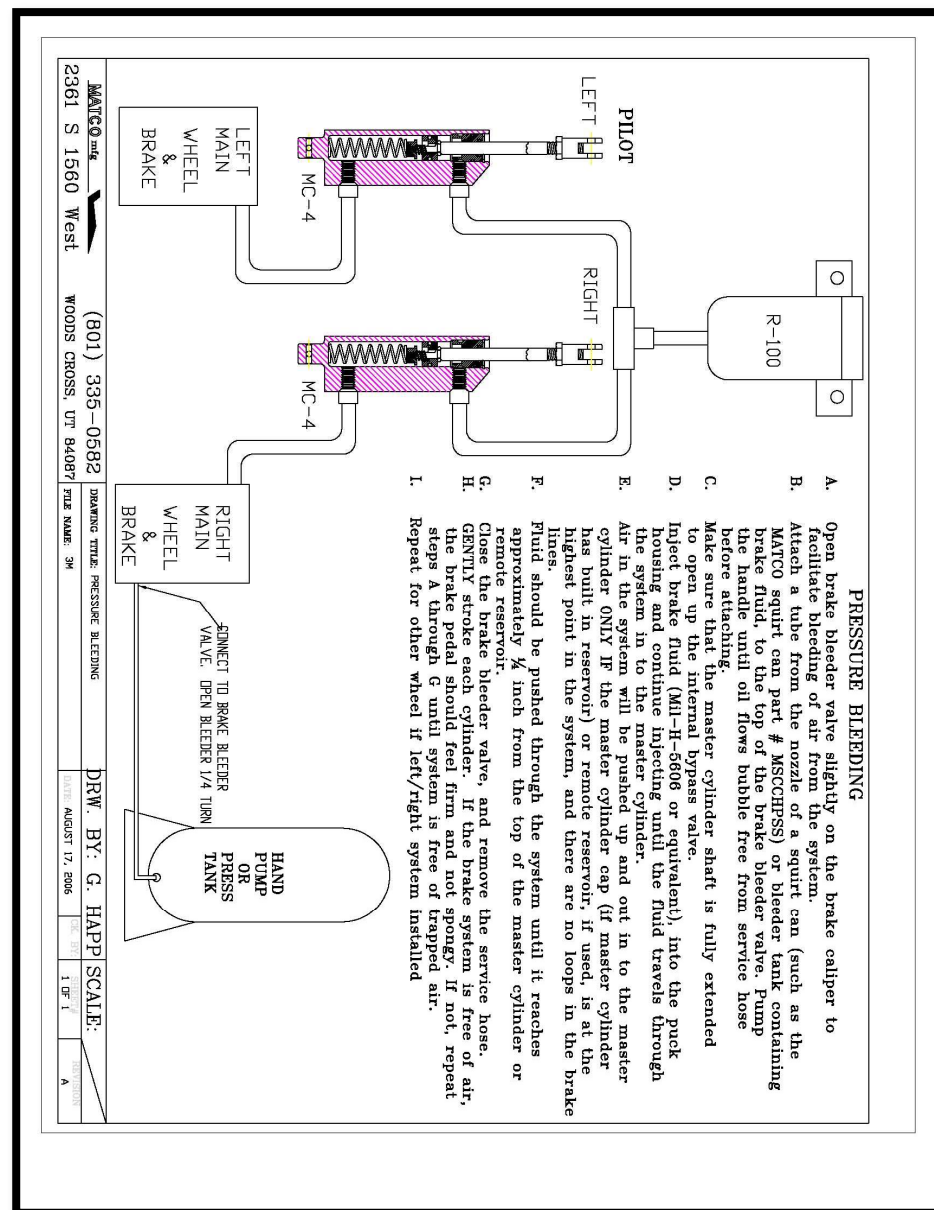 PRESSURE BLEEDING
A. Open brake bleeder valve slightly on the brake caliper to
facilitate bleeding of air from the system.
B. Attach a tube from the nozzle of a squirt can (such as the
MATCO squirt can part # MSCCHPSS) or bleeder tank containing
brake fluid, to the top of the brake bleeder valve. Pump
the handle until oil flows bubble free from service hose
before attaching.
C. Make sure that the master cylinder shaft is fully extended
to open up the internal bypass valve.
D. Inject brake fluid (Mil-H-5606 or equivalent), into the puck
housing and continue injecting until the fluid travels through
the system in to the master cylinder.
E. Air in the system will be pushed up and out in to the master
cylinder ONLY IF the master cylinder cap (if master cylinder
has built in reservoir) or remote reservoir, if used, is at the
highest point in the system, and there are no loops in the brake
lines.
F. Fluid should be pushed through the system until it reaches
approximately ¼ inch from the top of the master cylinder or
remote reservoir.
G. Close the brake bleeder valve, and remove the service hose.
H. GENTLY stroke each cylinder. If the brake system is free of air,
the brake pedal should feel firm and not spongy. If not, repeat
steps A through G until system is free of trapped air.
I. Repeat for other wheel if left/right system installed
R-100
PILOT
LEFT
RIGHT
MC-4
MC-4
LEFT
MAIN
WHEEL
&
BRAKE
RIGHT
MAIN
WHEEL
&
BRAKE
CONNECT TO BRAKE BLEEDER
VALVE. OPEN BLEEDER 1/4 TURN
HAND
PUMP
OR
PRESS
TANK
MATCO mfg
(801) 335-0582
2361 S 1560 West
WOODS CROSS, UT 84087
DRAWING TITLE: PRESSURE BLEEDING
FILE NAME: 3M
DRW. BY: G. HAPP
SCALE:
DATE: AUGUST 17, 2006
CK. BY:
SHEET#
1 OF 1
REVISION
A